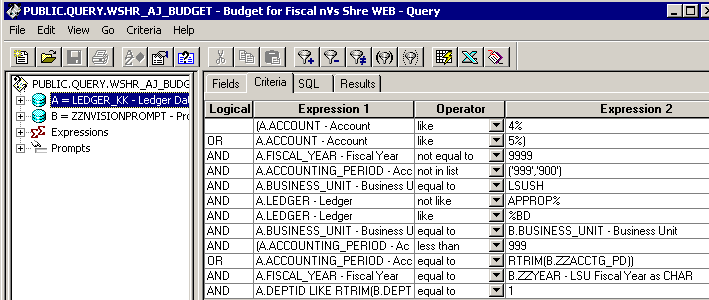 PUBLIC.QUERY.WSHR_AJ_BUDGET - Budget for Fiscal nVs Shre WEB - Query
File Edit View Go Criteria Help
PUBLIC.QUERY.WSHR_AJ_BUDG
A = LEDGER_KK - Ledger Da
B = ZZNVISIONPROMPT - Pro
Expressions
Prompts
Fields Criteria SQL Results
Logical Expression 1 Operator Expression 2
(A.ACCOUNT - Account like 4%
OR A.ACCOUNT - Account like 5%)
AND A.FISCAL_YEAR - Fiscal Year not equal to 9999
AND A.ACCOUNTING_PERIOD - Acc not in list ('999','900')
AND A.BUSINESS_UNIT - Business U equal to LSUSH
AND A.LEDGER - Ledger not like APPROP%
AND A.LEDGER - Ledger like %BD
AND A.BUSINESS_UNIT - Business U equal to B.BUSINESS_UNIT - Business Unit
AND (A.ACCOUNTING_PERIOD - Ac less than 999
OR A.ACCOUNTING_PERIOD - Acc equal to RTRIM(B.ZZACCTG_PD))
AND A.FISCAL_YEAR - Fiscal Year equal to B.ZZYEAR - LSU Fiscal Year as CHAR
AND A.DEPTID LIKE RTRIM(B.DEPT equal to 1